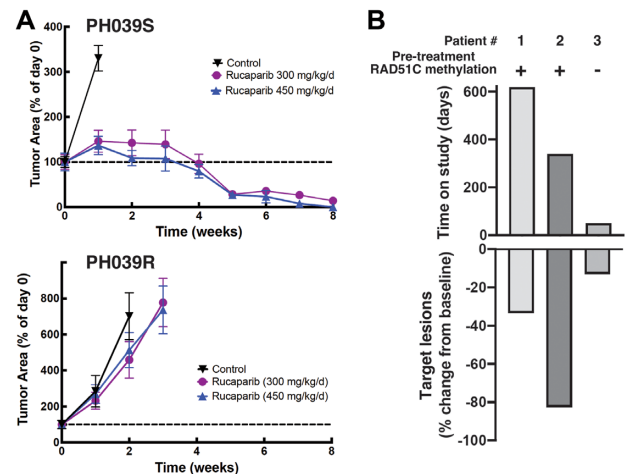 A
PH039S
Tumor Area (% of day 0)
400
300
200
100
0
Control
Rucaparib 300 mg/kg/d
Rucaparib 450 mg/kg/d
0 2 4 6 8
Time (weeks)
PH039R
Tumor Area (% of day 0)
800
600
400
200
0
Control
Rucaparib (300 mg/kg/d)
Rucaparib (450 mg/kg/d)
0 2 4 6 8
Time (weeks)
B
Patient # 1 2 3
Pre-treatment
RAD51C methylation + + -
Time on study (days)
600
400
200
0
Target lesions
(% change from baseline)
0
-20
-40
-60
-80
-100